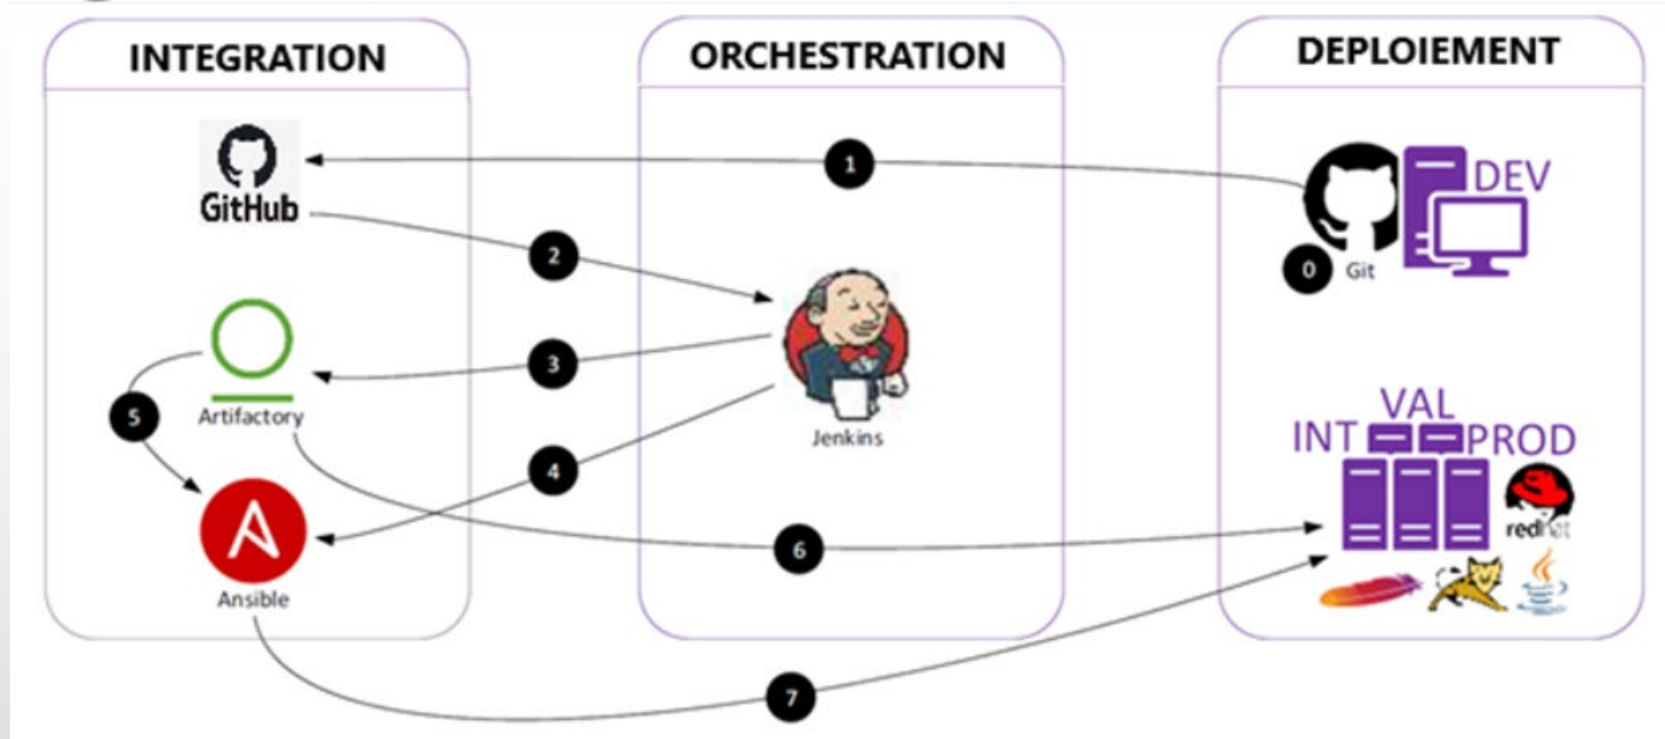 INTEGRATION
ORCHESTRATION
DEPLOIEMENT
GitHub
1
DEV
0
Git
2
Artifactory
3
Jenkins
5
4
VAL
INT
PROD
redhat
Ansible
6
7